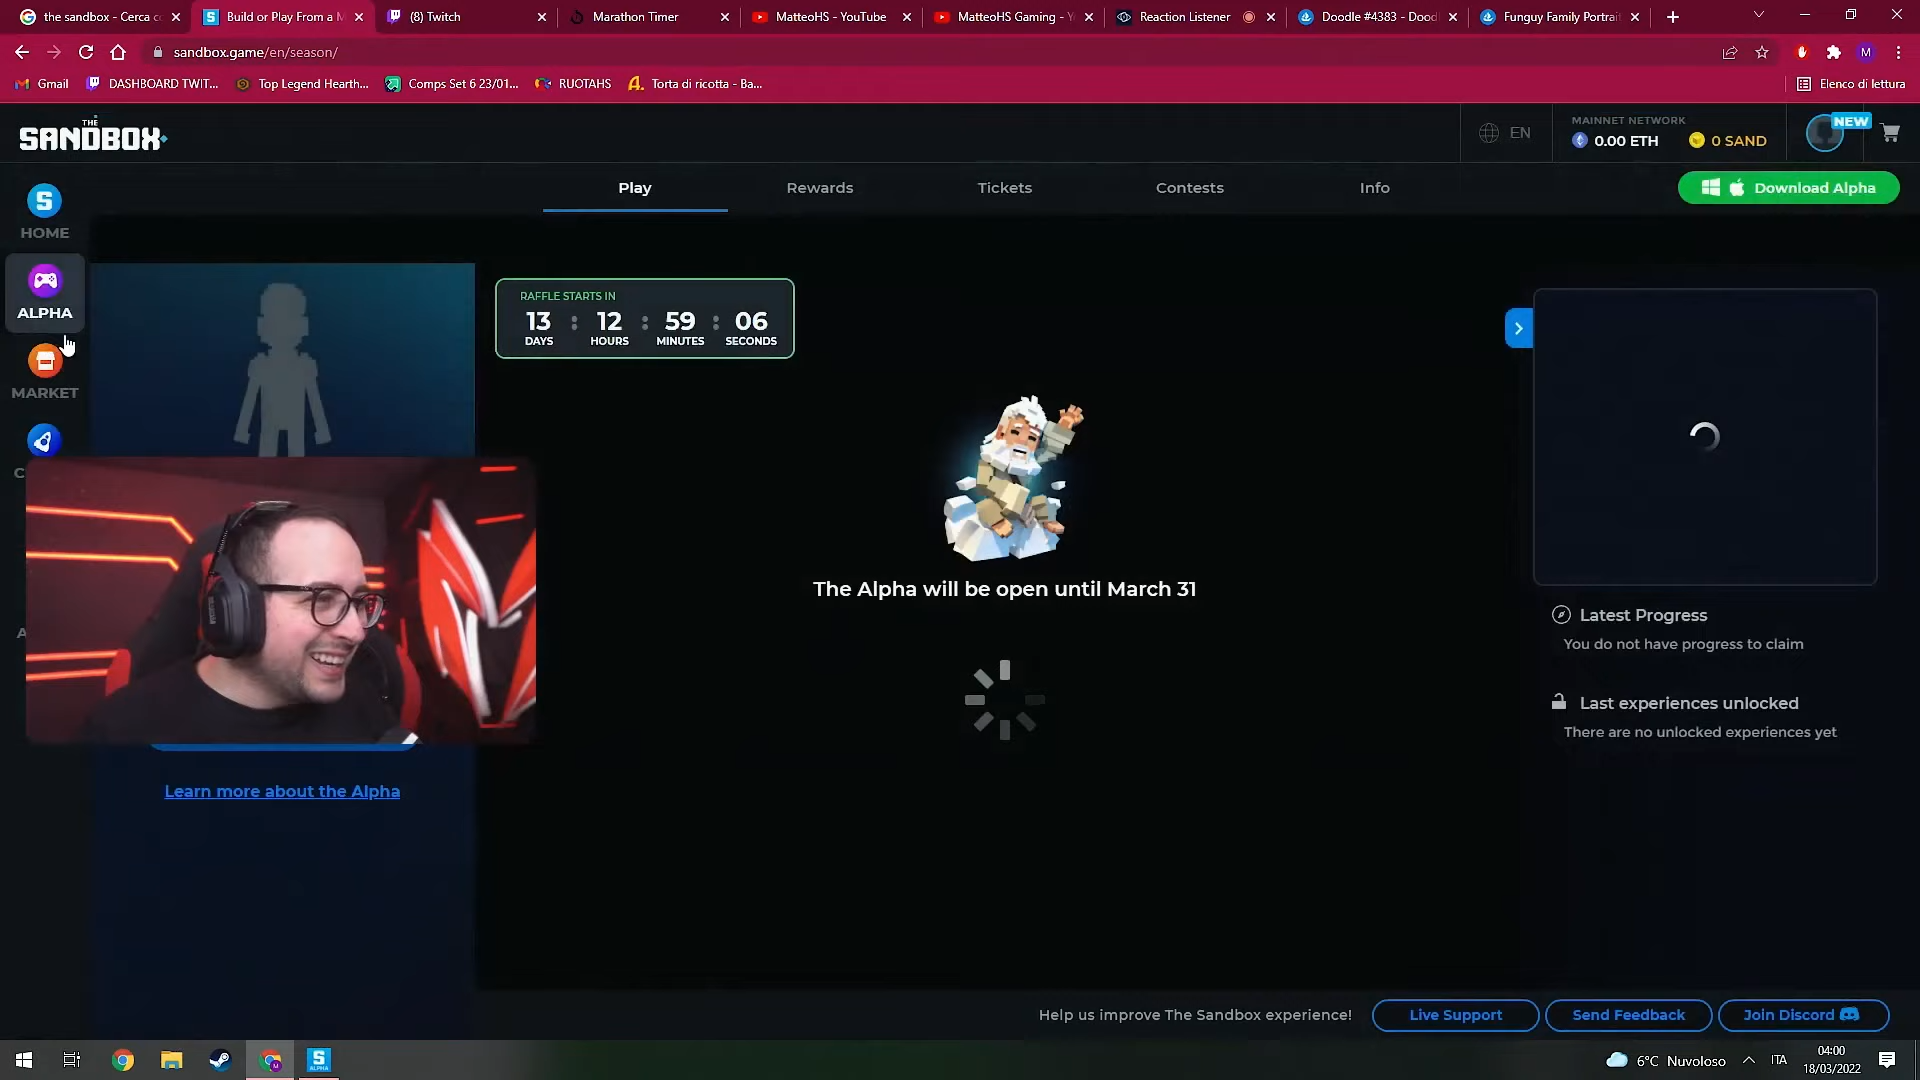 the sandbox - Cerca co
Build or Play From a M
(8) Twitch
Marathon Timer
MatteoHS - YouTube
MatteoHS Gaming - Y
Reaction Listener
Doodle #4383 - Dood
Funguy Family Portrai
sandbox.game/en/season/
M
Gmail
DASHBOARD TWIT...
Top Legend Hearth...
Comps Set 6 23/01...
RUOTAHS
Torta di ricotta - Ba...
Elenco di lettura
THE
SANDBOX
EN
MAINNET NETWORK
0.00 ETH
0 SAND
NEW
Play
Rewards
Tickets
Contests
Info
Download Alpha
S
HOME
ALPHA
MARKET
C
A
RAFFLE STARTS IN
13 : 12 : 59 : 06
DAYS HOURS MINUTES SECONDS
The Alpha will be open until March 31
Learn more about the Alpha
Latest Progress
You do not have progress to claim
Last experiences unlocked
There are no unlocked experiences yet
Help us improve The Sandbox experience!
Live Support
Send Feedback
Join Discord
S
ALPHA
6°C Nuvoloso
ITA
04:00
18/03/2022